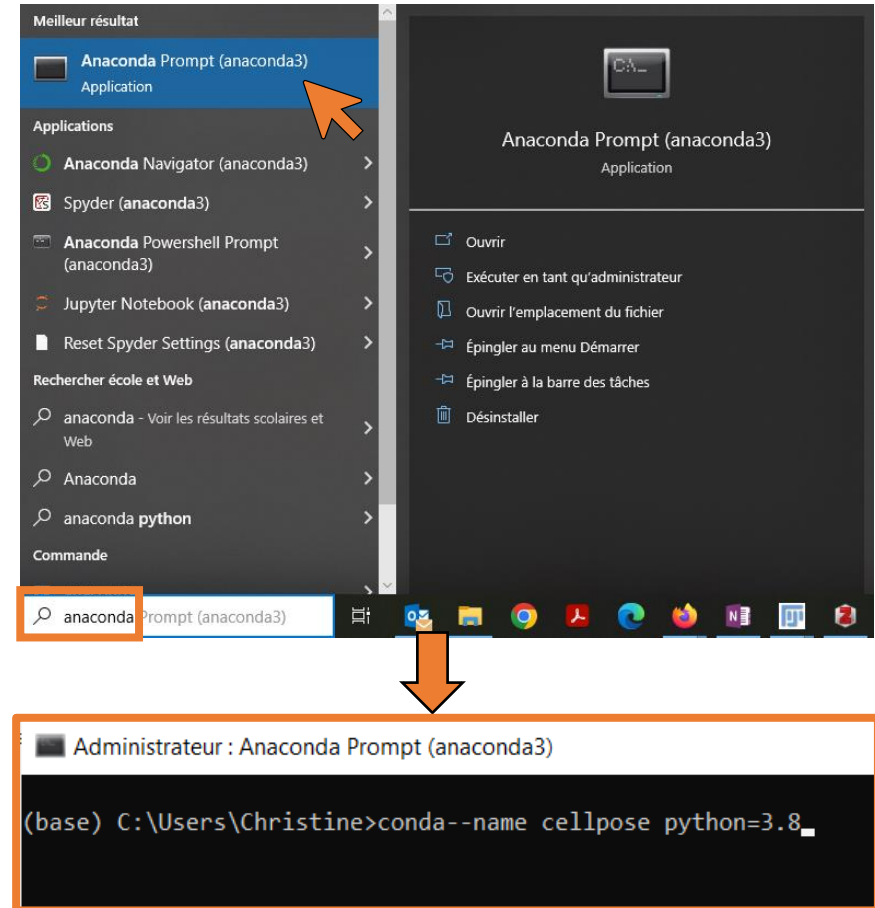 Meilleur résultat
Anaconda Prompt (anaconda3)
Application
Applications
Anaconda Navigator (anaconda3)
Spyder (anaconda3)
Anaconda Powershell Prompt
(anaconda3)
Jupyter Notebook (anaconda3)
Reset Spyder Settings (anaconda3)
Rechercher école et Web
anaconda - Voir les résultats scolaires et
Web
Anaconda
anaconda python
Commande
anaconda Prompt (anaconda3)
C:\_
Anaconda Prompt (anaconda3)
Application
Ouvrir
Exécuter en tant qu'administrateur
Ouvrir l'emplacement du fichier
Épingler au menu Démarrer
Épingler à la barre des tâches
Désinstaller
Administrateur : Anaconda Prompt (anaconda3)
(base) C:\Users\Christine>conda--name cellpose python=3.8_